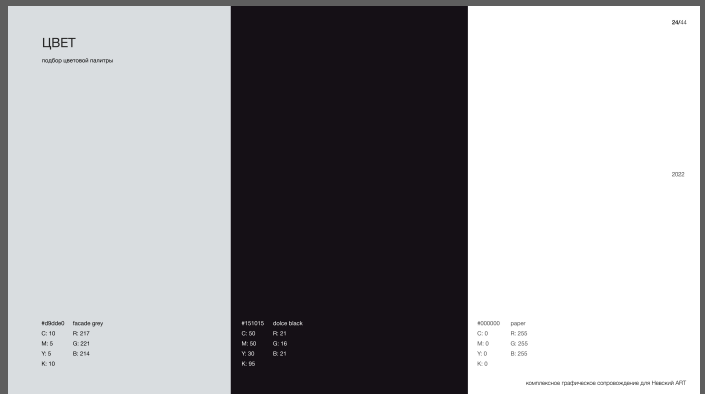 ЦВЕТ
подбор цветовой палитры
24/44
2022
#d9dde0 facade grey
C: 10 R: 217
M: 5 G: 221
Y: 5 B: 214
K: 10
#151015 dolce black
C: 50 R: 21
M: 50 G: 16
Y: 30 B: 21
K: 95
#000000 paper
C: 0 R: 255
M: 0 G: 255
Y: 0 B: 255
K: 0
комплексное графическое сопровождение для Невский ART